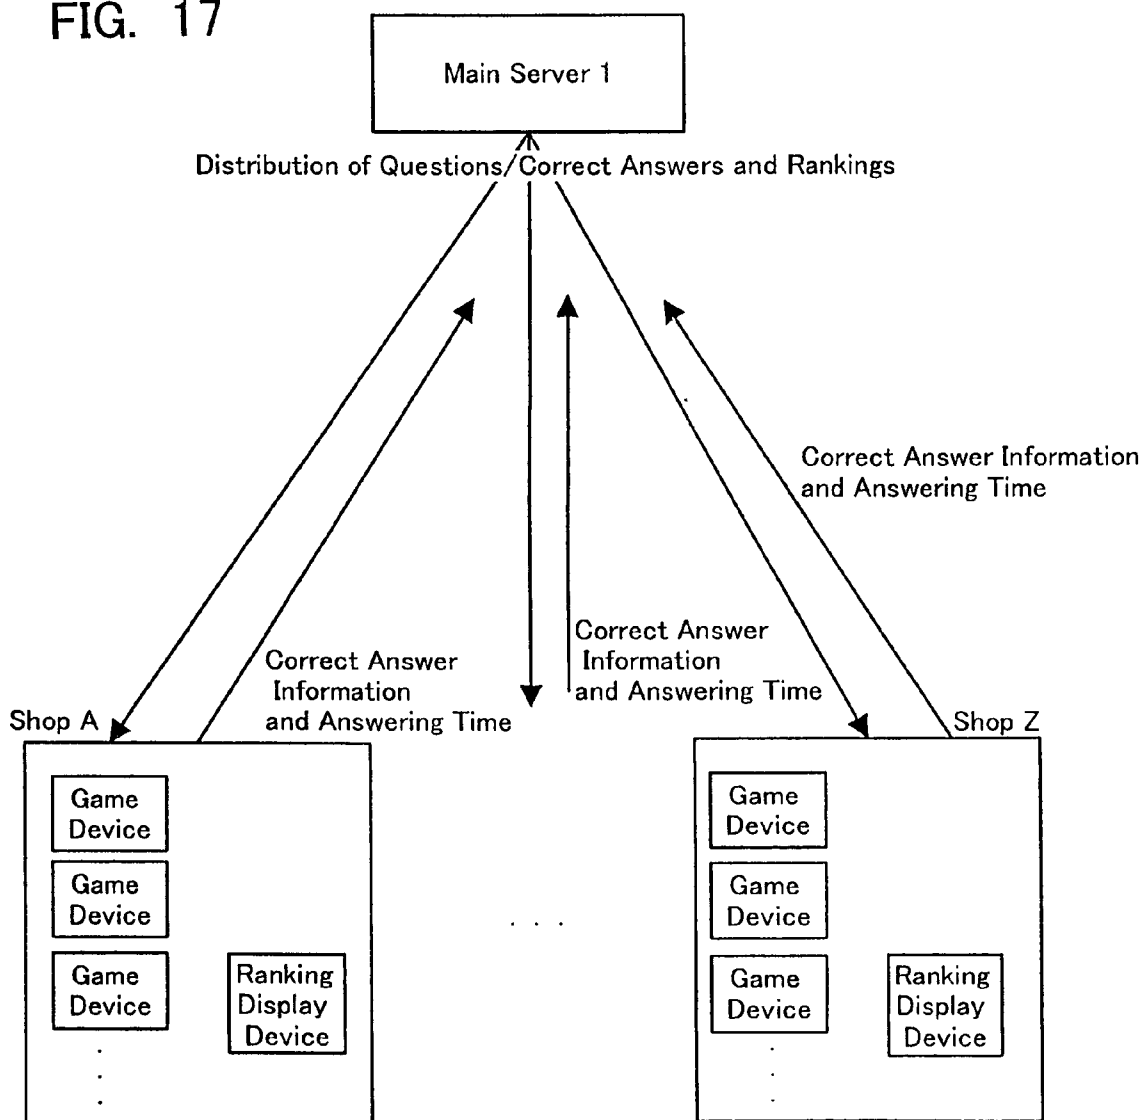 FIG. 17
Main Server 1
Distribution of Questions/Correct Answers and Rankings
Correct Answer Information
and Answering Time
Correct Answer
Information
and Answering Time
Correct Answer
Information
and Answering Time
Shop A
Shop Z
Game
Device
Game
Device
Game
Device
Ranking
Display
Device
. . .
Game
Device
Game
Device
Game
Device
Ranking
Display
Device